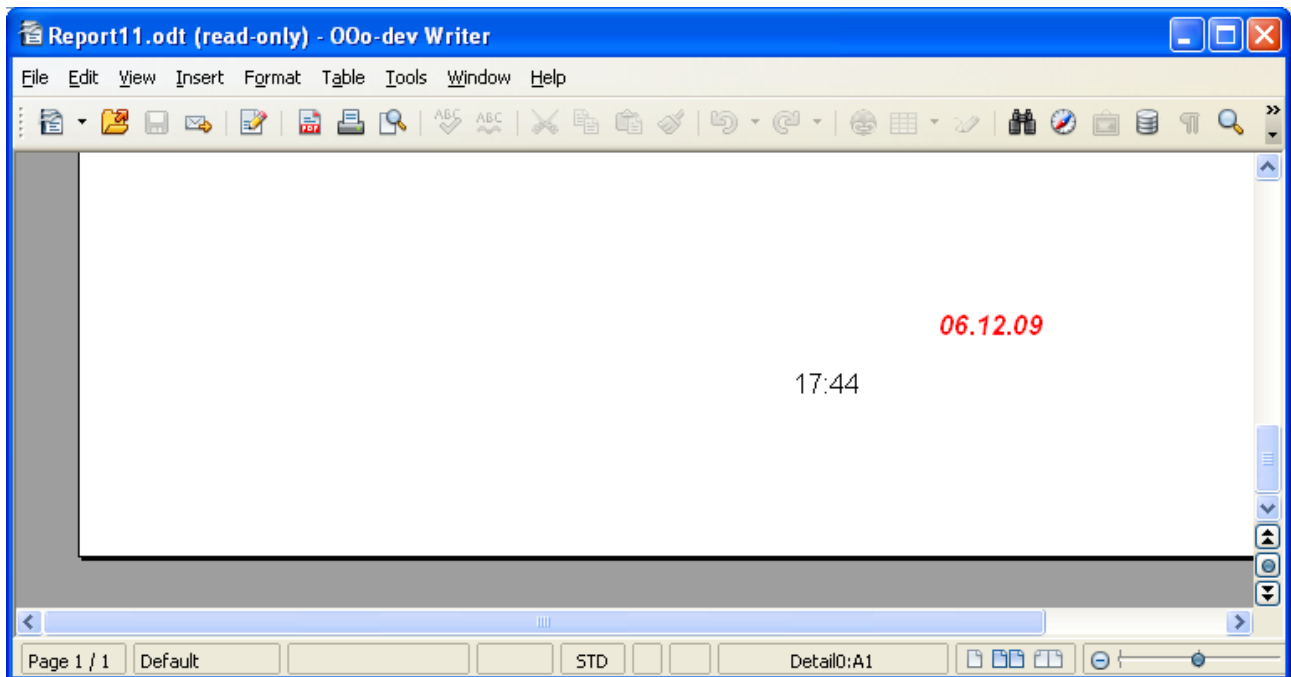 Report11.odt (read-only) - OOo-dev Writer
File Edit View Insert Format Table Tools Window Help
06.12.09
17:44
Page 1 / 1 Default STD Detail0:A1